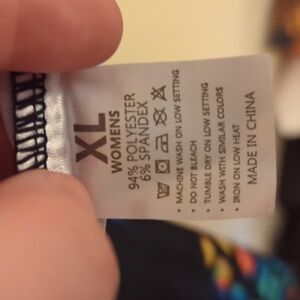 XL
WOMENS
94% POLYESTER
6% SPANDEX
• MACHINE WASH ON LOW SETTING
• DO NOT BLEACH
• TUMBLE DRY ON LOW SETTING
• WASH WITH SIMILAR COLORS
• IRON ON LOW HEAT
MADE IN CHINA